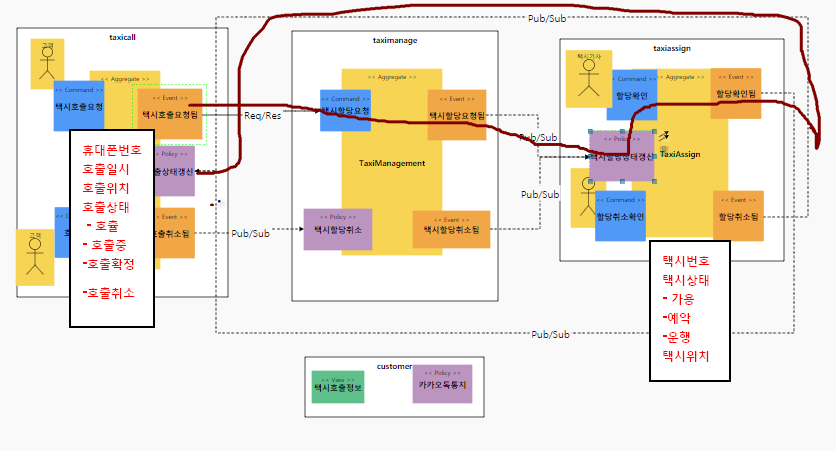 taxicall
고객
<< Aggregate >>
<< Command >>
택시호출요청
<< Event >>
택시호출요청됨
<< Policy >>
호출상태갱신
<< Event >>
호출취소됨
고객
휴대폰번호
호출일시
호출위치
호출상태
- 호출
- 호출중
-호출확정
-호출취소
Req/Res
Pub/Sub
taximanage
<< Aggregate >>
<< Command >>
택시할당요청
<< Event >>
택시할당요청됨
TaxiManagement
<< Policy >>
택시할당취소
<< Event >>
택시할당취소됨
Pub/Sub
Pub/Sub
Pub/Sub
Pub/Sub
taxiassign
택시기사
<< Command >>
할당확인
<< Aggregate >>
<< Event >>
할당확인됨
<< Policy >>
택시할당상태갱신
TaxiAssign
<< Command >>
할당취소확인
<< Event >>
할당취소됨
택시번호
택시상태
- 가용
-예약
-운행
택시위치
customer
<< View >>
택시호출정보
<< Policy >>
카카오톡통지